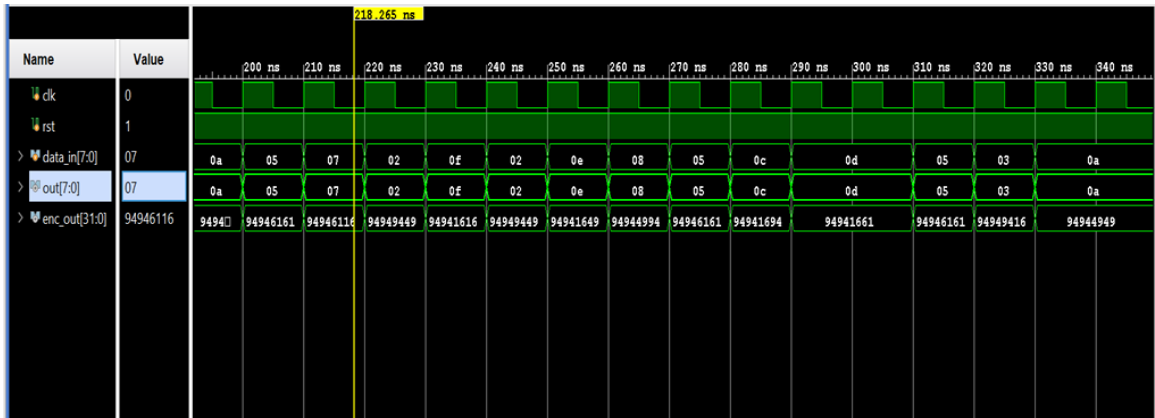 218.265 ns
Name Value
200 ns 210 ns 220 ns 230 ns 240 ns 250 ns 260 ns 270 ns 280 ns 290 ns 300 ns 310 ns 320 ns 330 ns 340 ns
clk 0
rst 1
data_in[7:0] 07 0a 05 07 02 0f 02 0e 08 05 0c 0d 05 03 0a
out[7:0] 07 0a 05 07 02 0f 02 0e 08 05 0c 0d 05 03 0a
enc_out[31:0] 94946116 9494 94946161 94946116 94949449 94941616 94949449 94941649 94944994 94946161 94941694 94941661 94946161 94949416 94944949